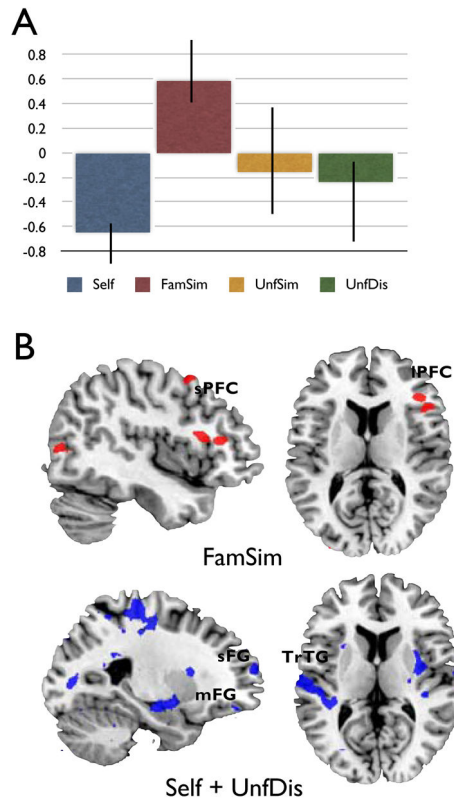 A
0.8
0.6
0.4
0.2
0
-0.2
-0.4
-0.6
-0.8
Self FamSim UnfSim UnfDis
B
sPFC lPFC
FamSim
sFG TrTG
mFG
Self + UnfDis